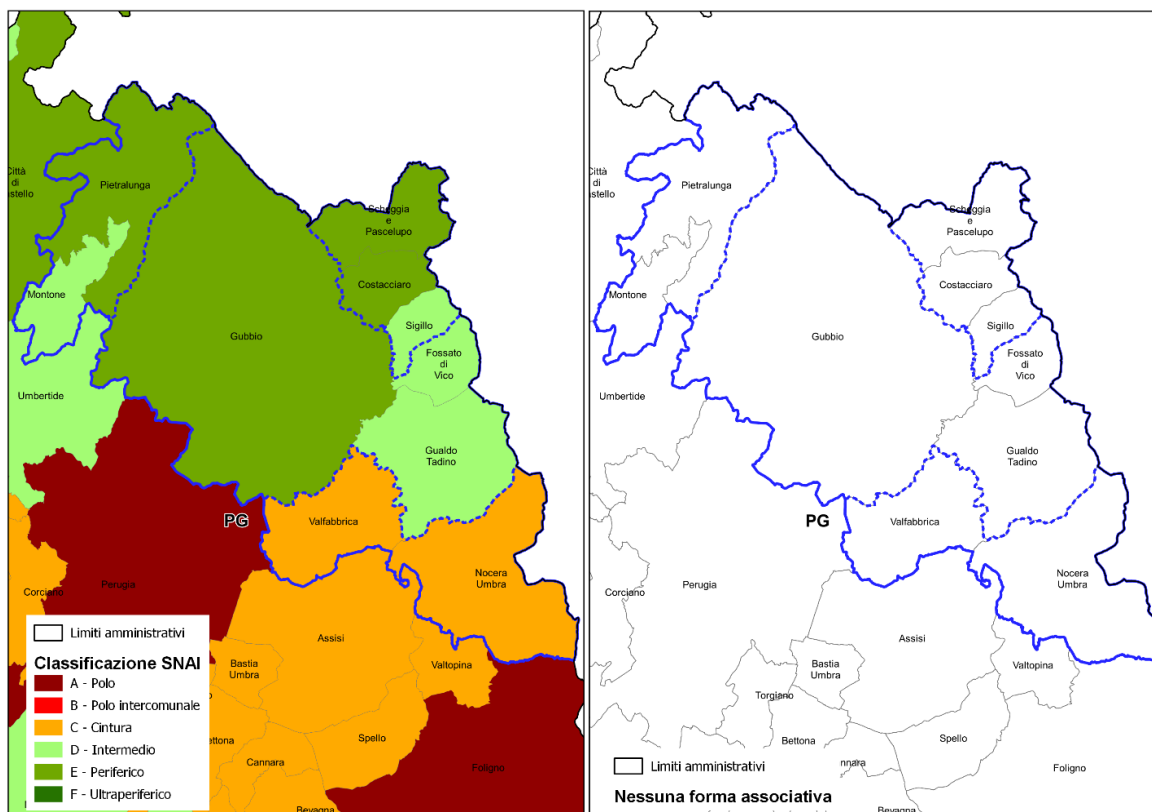 Città
di
stello
Pietralunga
Scheggia
e
Pascelupo
Costacciaro
Montone
Sigillo
Gubbio
Fossato
di
Vico
Umbertide
Gualdo
Tadino
PG
Valfabbrica
Nocera
Umbra
Corciano
Perugia
Assisi
Bastia
Umbra
Valtopina
Bettona
Spello
Cannara
Foligno
Bevagna
Limiti amministrativi
Classificazione SNAI
A - Polo
B - Polo intercomunale
C - Cintura
D - Intermedio
E - Periferico
F - Ultraperiferico
Città
di
stello
Pietralunga
Scheggia
e
Pascelupo
Costacciaro
Montone
Sigillo
Gubbio
Fossato
di
Vico
Umbertide
Gualdo
Tadino
PG
Valfabbrica
Nocera
Umbra
Corciano
Perugia
Assisi
Bastia
Umbra
Valtopina
Torgiano
Bettona
Spello
nnara
Foligno
Bevagna
Limiti amministrativi
Nessuna forma associativa